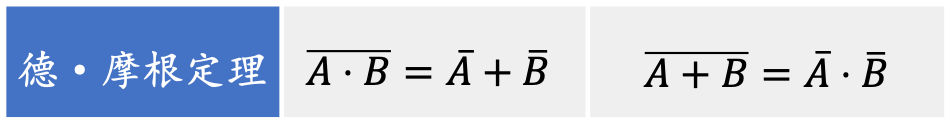 德·摩根定理
$\overline{A \cdot B} = \bar{A} + \bar{B}$
$\overline{A + B} = \bar{A} \cdot \bar{B}$